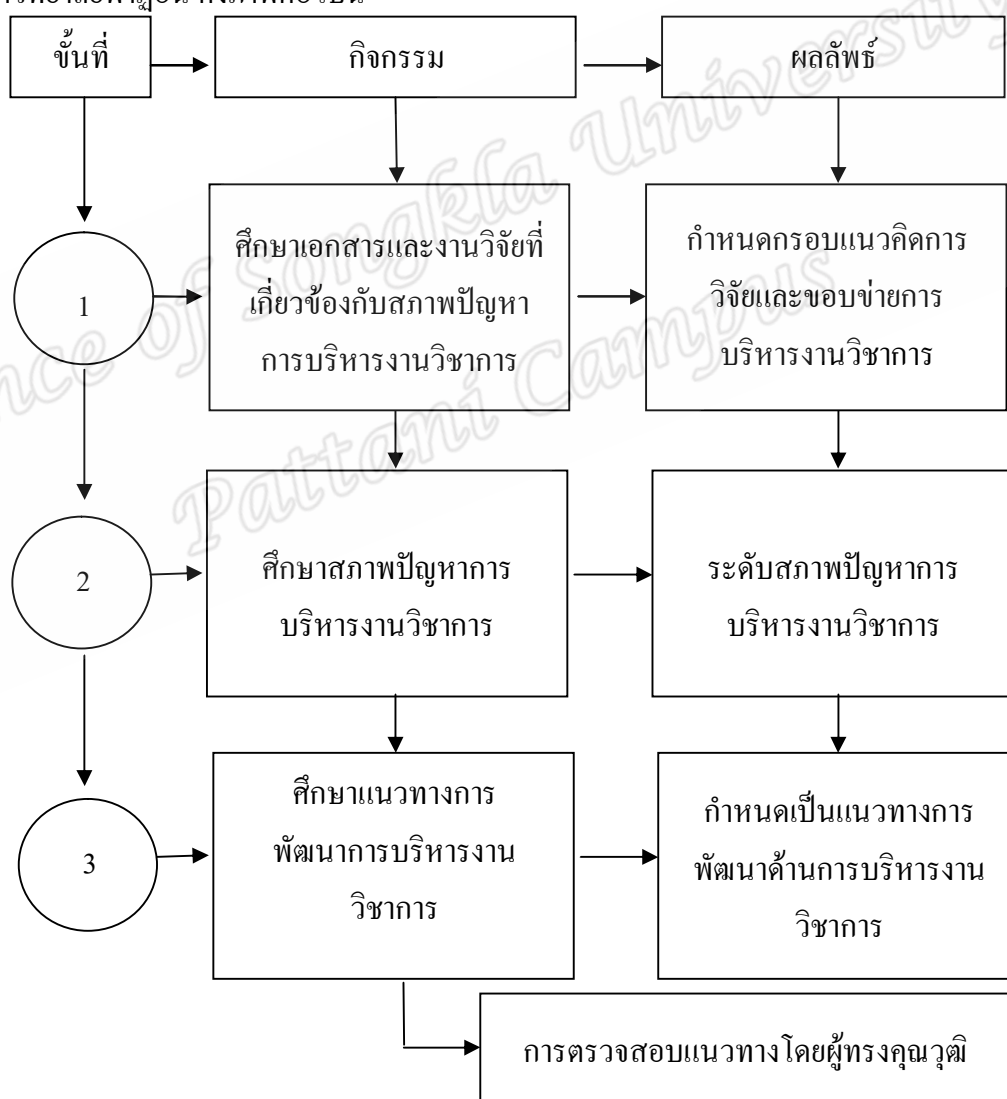 ขั้นที่
กิจกรรม
ผลลัพธ์
1
ศึกษาเอกสารและงานวิจัยที่
เกี่ยวข้องกับสภาพปัญหา
การบริหารงานวิชาการ
กำหนดกรอบแนวคิดการ
วิจัยและขอบข่ายการ
บริหารงานวิชาการ
2
ศึกษาสภาพปัญหาการ
บริหารงานวิชาการ
ระดับสภาพปัญหาการ
บริหารงานวิชาการ
3
ศึกษาแนวทางการ
พัฒนาการบริหารงาน
วิชาการ
กำหนดเป็นแนวทางการ
พัฒนาด้านการบริหารงาน
วิชาการ
การตรวจสอบแนวทางโดยผู้ทรงคุณวุฒิ
of Songkla University
Pattani Campus